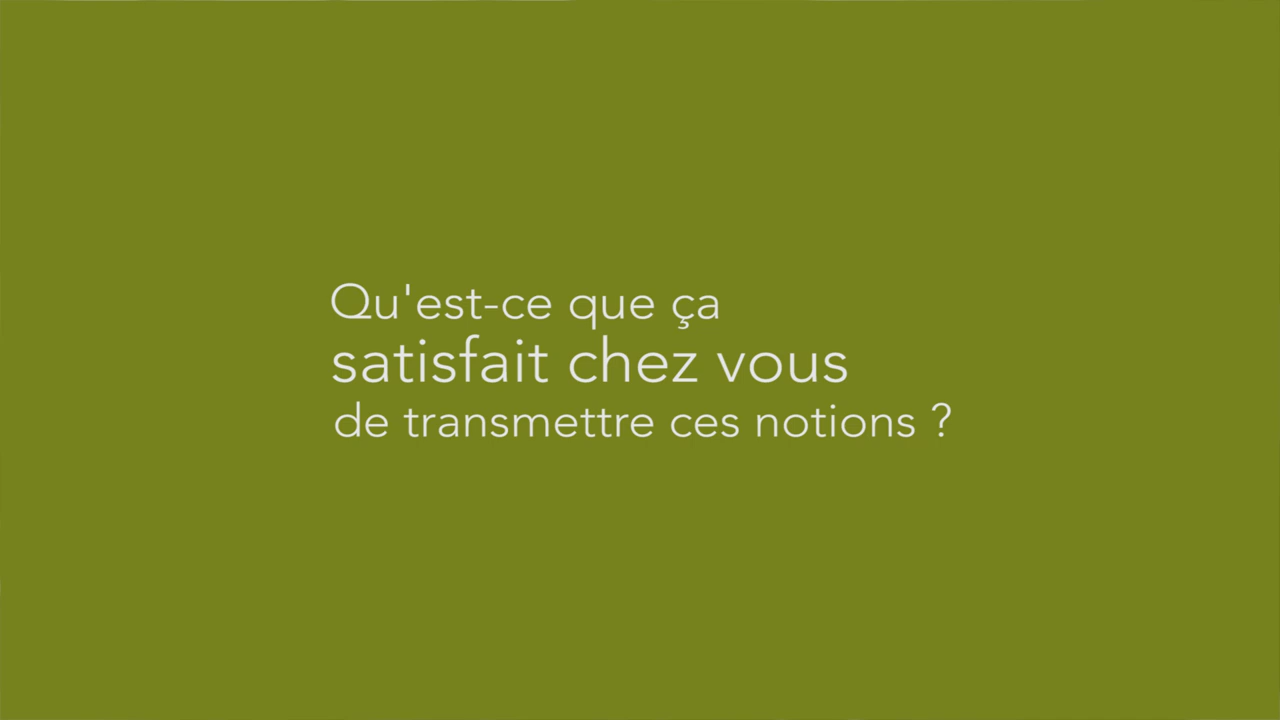 Qu'est-ce que ça
satisfait chez vous
de transmettre ces notions ?